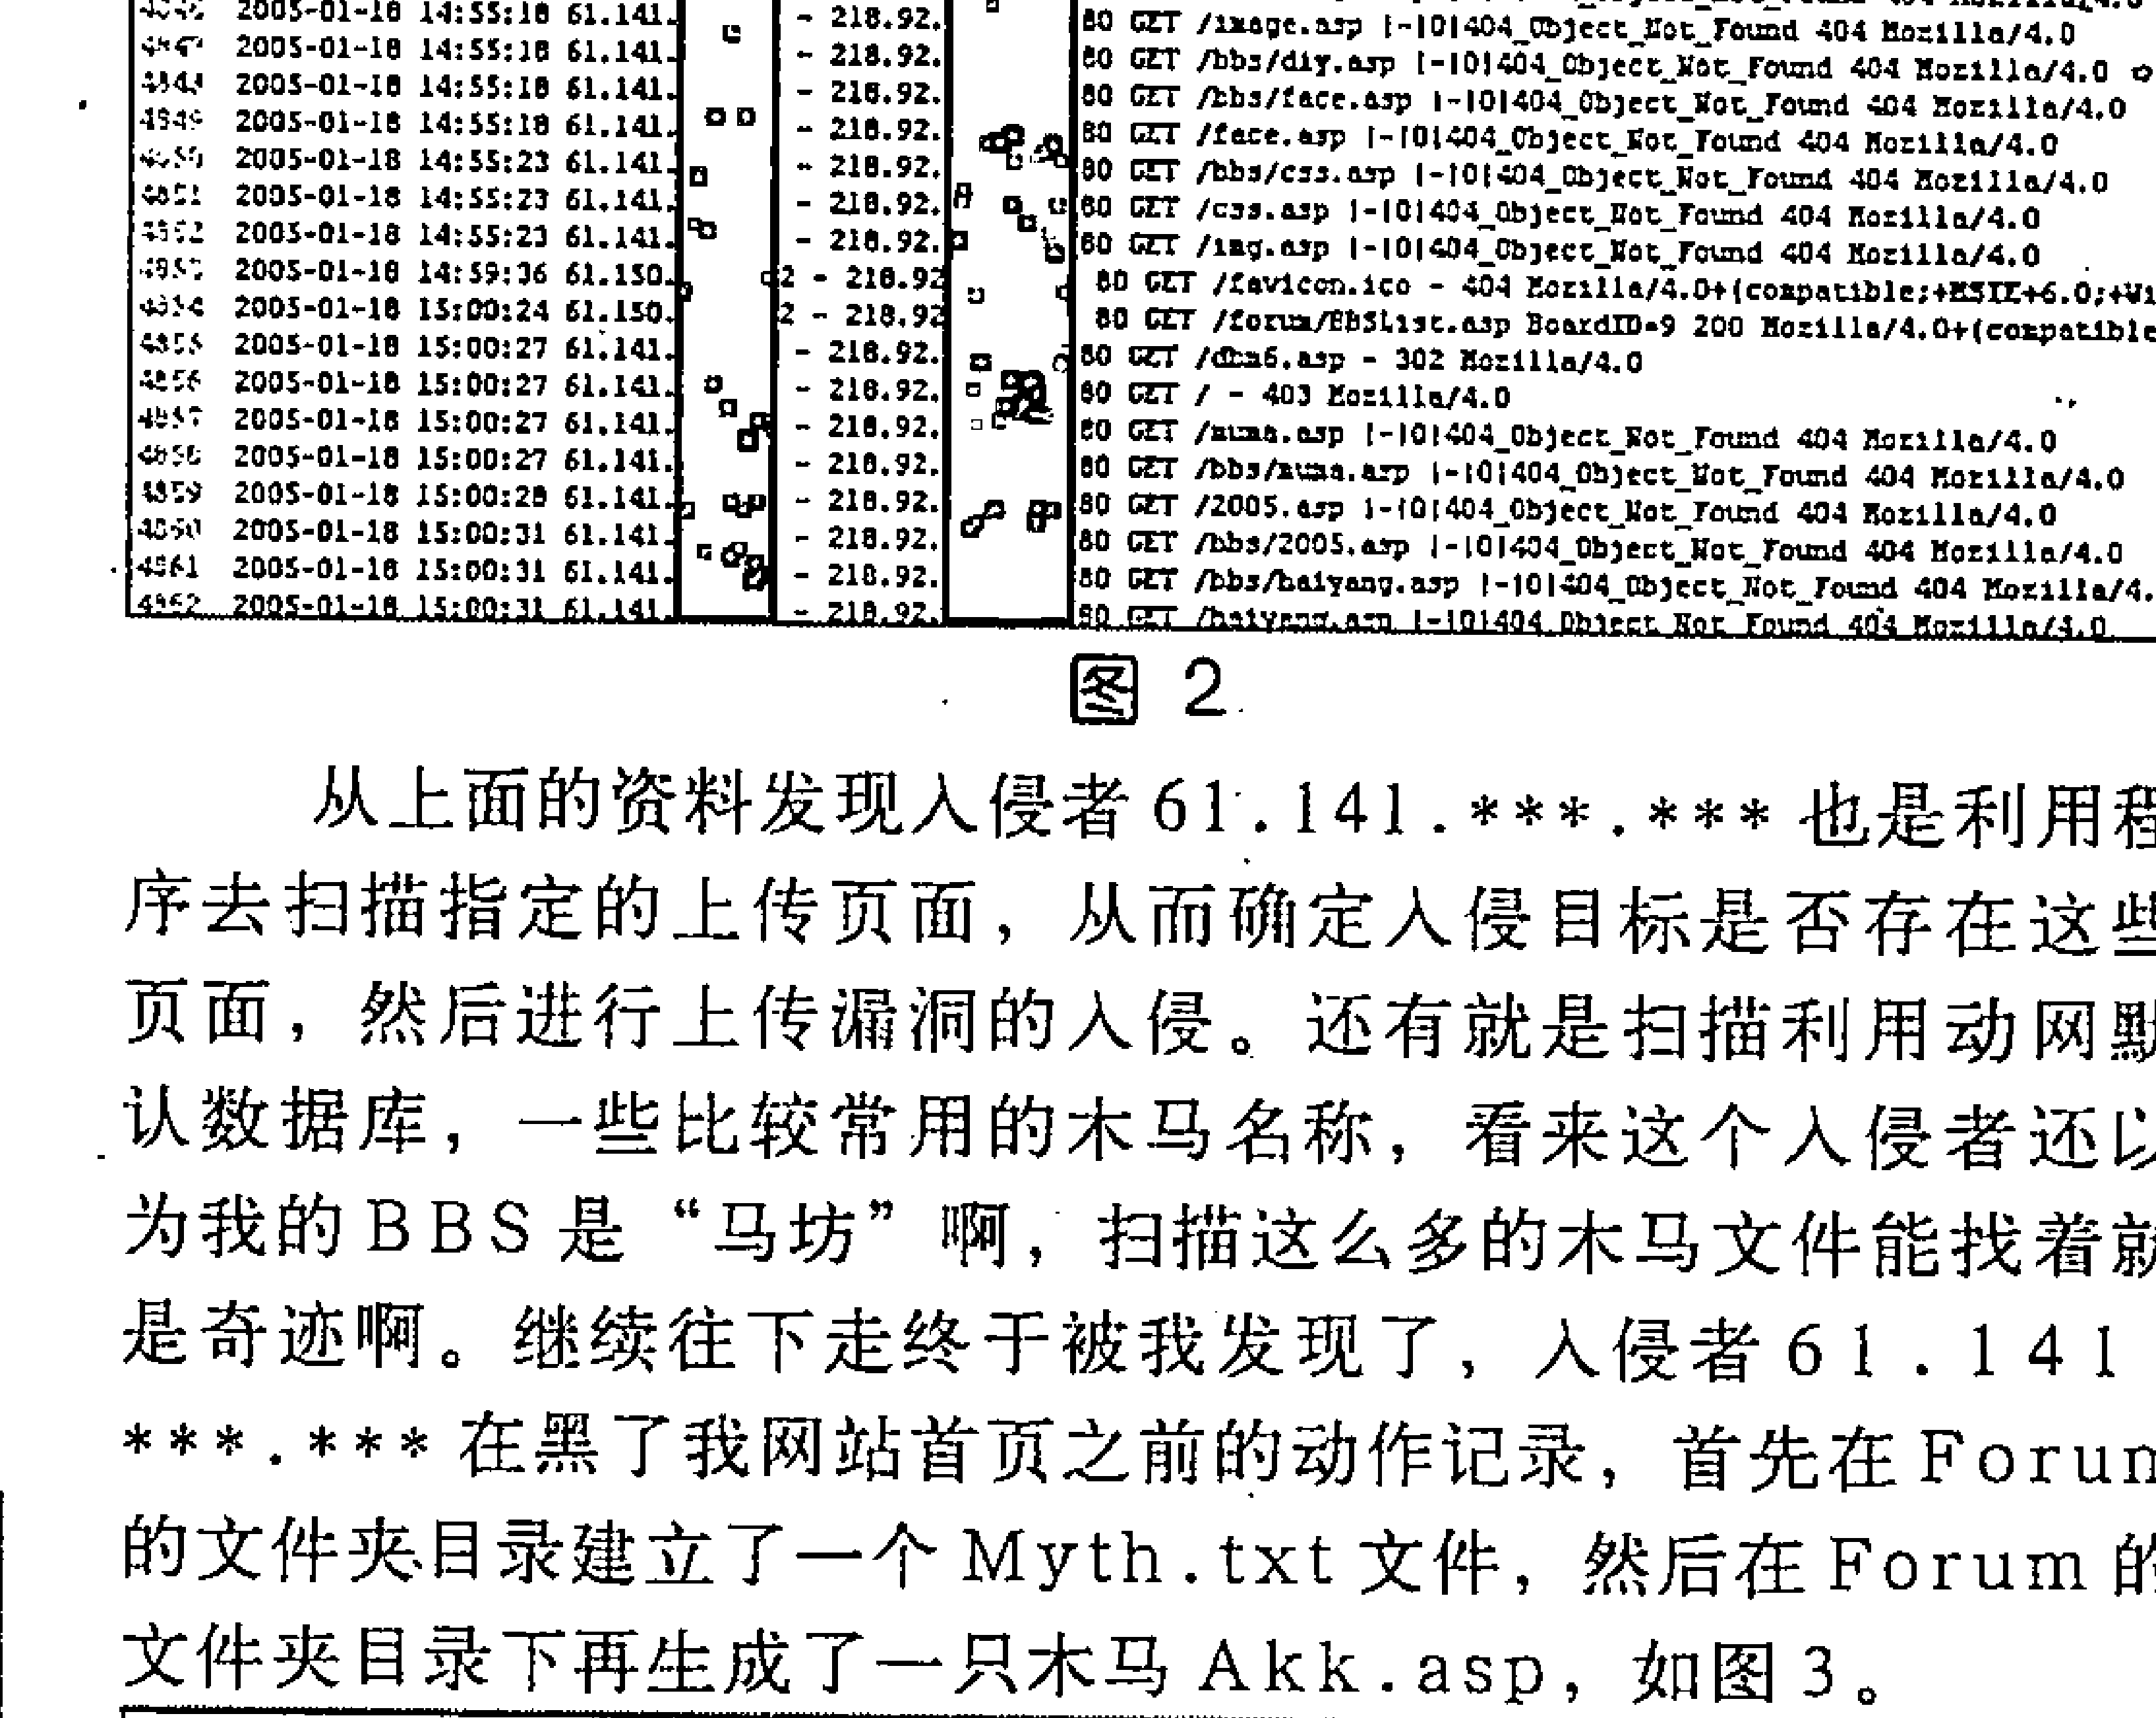 2005-01-18 14:55:18 61.141. - 218.92. 80 GET /image.asp |-|0|404_Object_Not_Found 404 Mozilla/4.0
4847 2005-01-18 14:55:18 61.141. - 218.92. 80 GET /bbs/diy.asp |-|0|404_Object_Not_Found 404 Mozilla/4.0
4848 2005-01-18 14:55:18 61.141. - 218.92. 80 GET /bbs/face.asp |-|0|404_Object_Not_Found 404 Mozilla/4.0
4849 2005-01-18 14:55:18 61.141. - 218.92. 80 GET /face.asp |-|0|404_Object_Not_Found 404 Mozilla/4.0
4850 2005-01-18 14:55:23 61.141. - 218.92. 80 GET /bbs/css.asp |-|0|404_Object_Not_Found 404 Mozilla/4.0
4851 2005-01-18 14:55:23 61.141. - 218.92. 80 GET /css.asp |-|0|404_Object_Not_Found 404 Mozilla/4.0
4852 2005-01-18 14:55:23 61.141. - 218.92. 80 GET /img.asp |-|0|404_Object_Not_Found 404 Mozilla/4.0
4853 2005-01-18 14:59:36 61.150. 2 - 218.92 80 GET /favicon.ico - 404 Mozilla/4.0+(compatible;+MSIE+6.0;+Wi
4854 2005-01-18 15:00:24 61.150. 2 - 218.92 80 GET /forum/BBSList.asp BoardID=9 200 Mozilla/4.0+(compatible
4855 2005-01-18 15:00:27 61.141. - 218.92. 80 GET - 302 Mozilla/4.0
4856 2005-01-18 15:00:27 61.141. - 218.92. 80 GET / - 403 Mozilla/4.0
4857 2005-01-18 15:00:27 61.141. - 218.92. 80 GET /muma.asp |-|0|404_Object_Not_Found 404 Mozilla/4.0
4858 2005-01-18 15:00:27 61.141. - 218.92. 80 GET /bbs/muma.asp |-|0|404_Object_Not_Found 404 Mozilla/4.0
4859 2005-01-18 15:00:28 61.141. - 218.92. 80 GET /2005.asp |-|0|404_Object_Not_Found 404 Mozilla/4.0
4860 2005-01-18 15:00:31 61.141. - 218.92. 80 GET /bbs/2005.asp |-|0|404_Object_Not_Found 404 Mozilla/4.0
4861 2005-01-18 15:00:31 61.141. - 218.92. 80 GET /bbs/haiyang.asp |-|0|404_Object_Not_Found 404 Mozilla/4.
4862 2005-01-18 15:00:31 61.141. - 218.92. 80 GET /haiyang.asp |-|0|404_Object_Not_Found 404 Mozilla/4.0
图 2
从上面的资料发现入侵者61.141.***.***也是利用程
序去扫描指定的上传页面，从而确定入侵目标是否存在这些
页面，然后进行上传漏洞的入侵。还有就是扫描利用动网默
认数据库，一些比较常用的木马名称，看来这个入侵者还以
为我的BBS是“马坊”啊，扫描这么多的木马文件能找着就
是奇迹啊。继续往下走终于被我发现了，入侵者61.141
***.***在黑了我网站首页之前的动作记录，首先在Forum
的文件夹目录建立了一个Myth.txt文件，然后在Forum的
文件夹目录下再生成了一只木马Akk.asp，如图3。